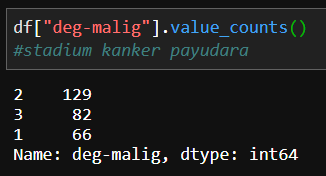 df["deg-malig"].value_counts()
#stadium kanker payudara
2    129
3     82
1     66
Name: deg-malig, dtype: int64